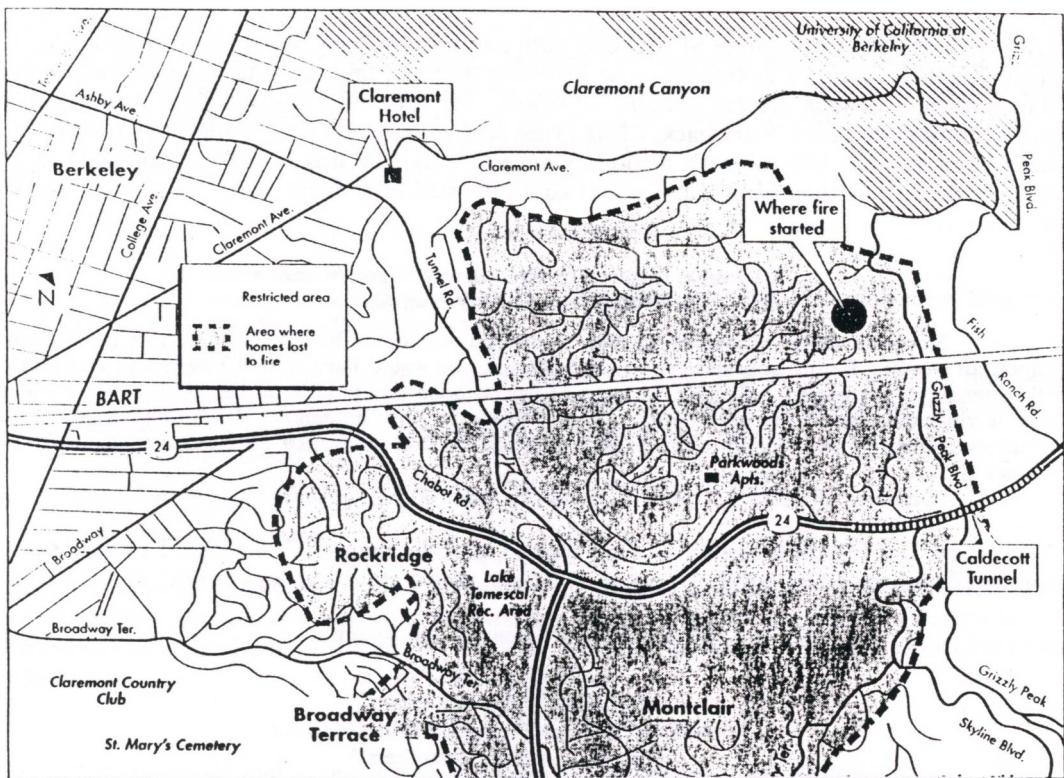 University of California at
Berkeley
Griz
Ashby Ave
Claremont
Hotel
Claremont Canyon
Berkeley
College Ave
Claremont Ave.
Claremont Ave.
Peak Blvd.
Where fire
started
Tunnel Rd.
N
Restricted area
Area where
homes lost
to fire
Fish
Ranch Rd.
BART
24
Grizzly
Peak Blvd
Chabot Rd.
Parkwoods
Apts.
24
Broadway
Rockridge
Lake
Temescal
Rec. Area
Caldecott
Tunnel
Broadway Ter.
Broadway Ter
Claremont Country
Club
Broadway
Terrace
Montclair
Grizzly Peak
Skyline Blvd.
St. Mary's Cemetery